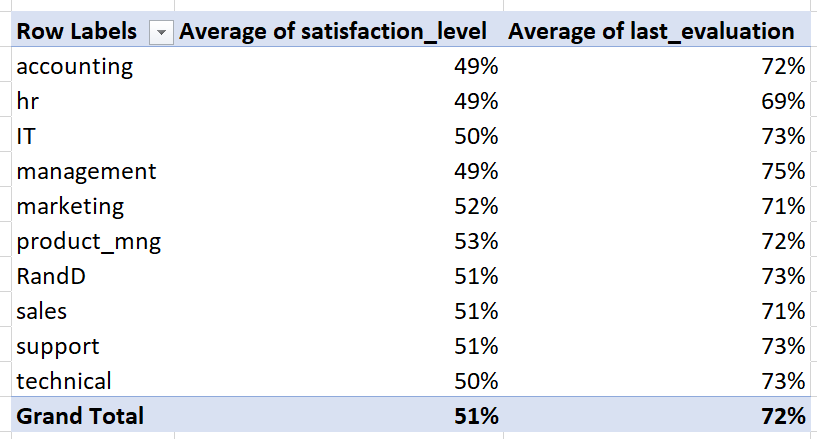 Row Labels Average of satisfaction_level Average of last_evaluation
accounting 49% 72%
hr 49% 69%
IT 50% 73%
management 49% 75%
marketing 52% 71%
product_mng 53% 72%
RandD 51% 73%
sales 51% 71%
support 51% 73%
technical 50% 73%
Grand Total 51% 72%